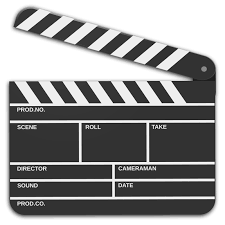 PROD.NO.
SCENE ROLL TAKE
DIRECTOR CAMERAMAN
SOUND DATE
PROD.CO.